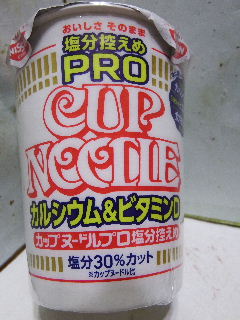 おいしさ そのまま
塩分控えめ
PRO
CUP
NOODLE
カルシウム&ビタミンD
カップヌードルプロ塩分控えめ
塩分30%カット
※カップヌードル比